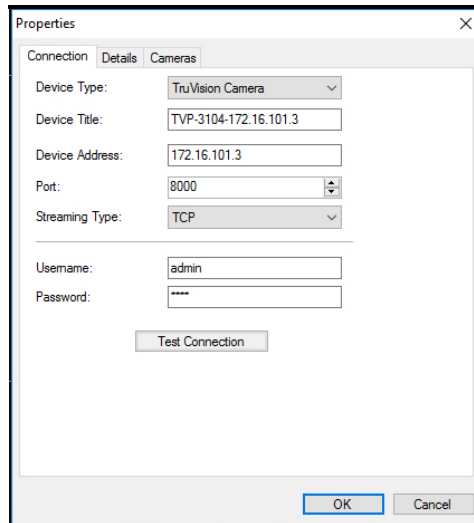 Properties
Connection Details Cameras
Device Type: TruVision Camera
Device Title: TVP-3104-172.16.101.3
Device Address: 172.16.101.3
Port: 8000
Streaming Type: TCP
Username: admin
Password: ****
Test Connection
OK Cancel